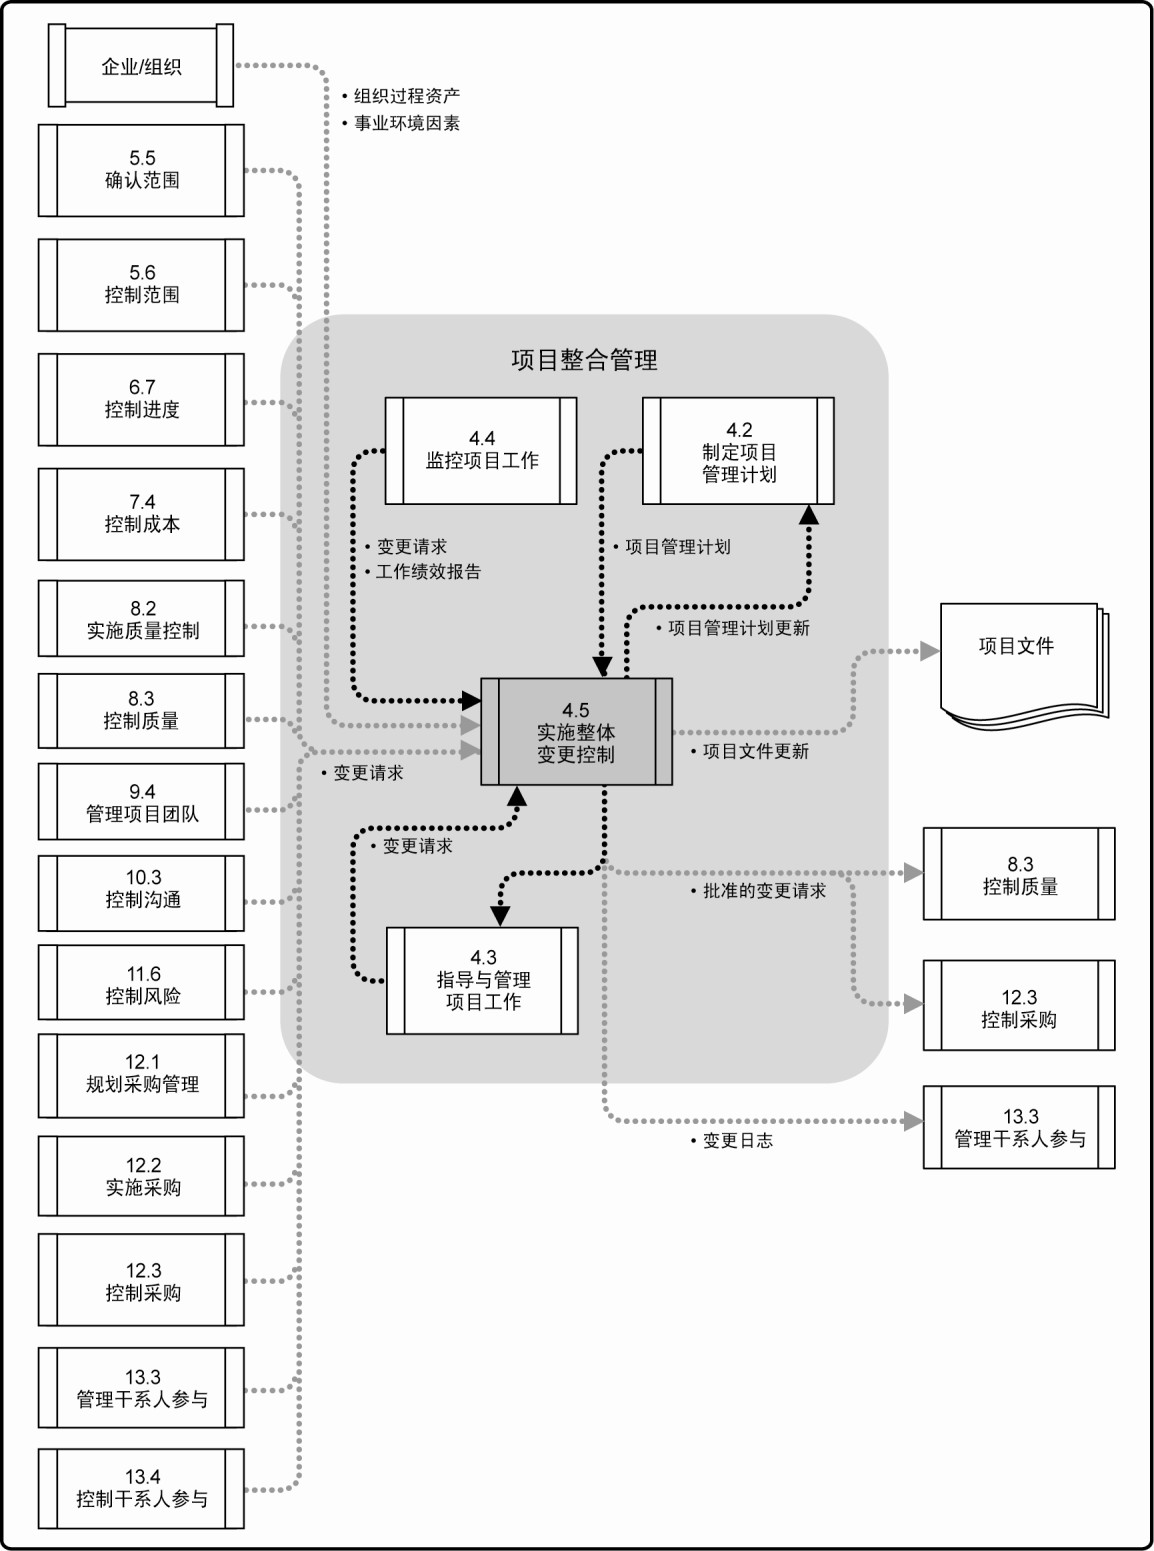 企业/组织
• 组织过程资产
• 事业环境因素
5.5
确认范围
5.6
控制范围
6.7
控制进度
7.4
控制成本
8.2
实施质量控制
8.3
控制质量
9.4
管理项目团队
10.3
控制沟通
11.6
控制风险
12.1
规划采购管理
12.2
实施采购
12.3
控制采购
13.3
管理干系人参与
13.4
控制干系人参与
• 变更请求
项目整合管理
4.4
监控项目工作
4.2
制定项目
管理计划
• 变更请求
• 工作绩效报告
• 项目管理计划
• 项目管理计划更新
4.5
实施整体
变更控制
• 项目文件更新
• 变更请求
• 批准的变更请求
4.3
指导与管理
项目工作
• 变更日志
项目文件
8.3
控制质量
12.3
控制采购
13.3
管理干系人参与